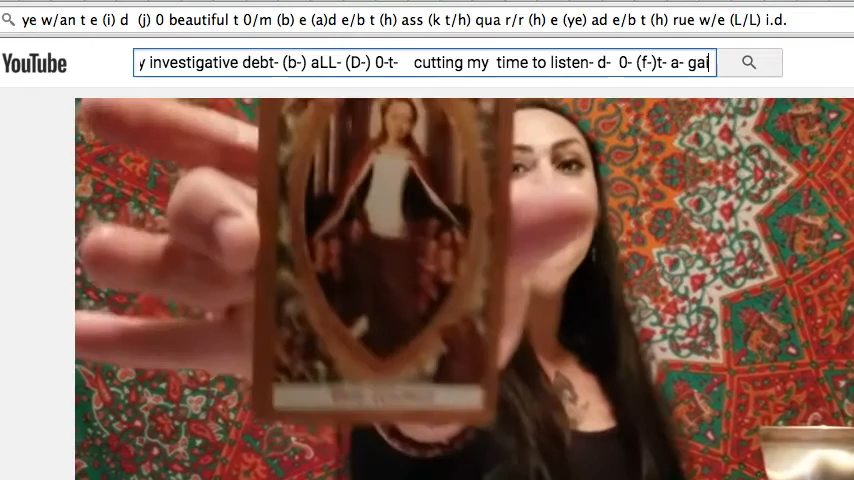 ye w/an t e (i) d (j) 0 beautiful t 0/m (b) e (a)d e/b t (h) ass (k t/h) qua r/r (h) e (ye) ad e/b t (h) rue w/e (L/L) i.d.
YouTube
y investigative debt- (b-) aLL- (D-) 0-t- cutting my time to listen- d- 0- (f-)t- a- gai